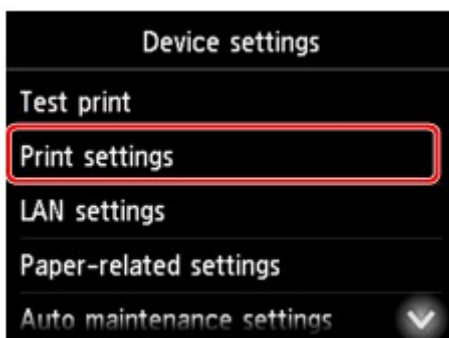 Device settings
Test print
Print settings
LAN settings
Paper-related settings
Auto maintenance settings